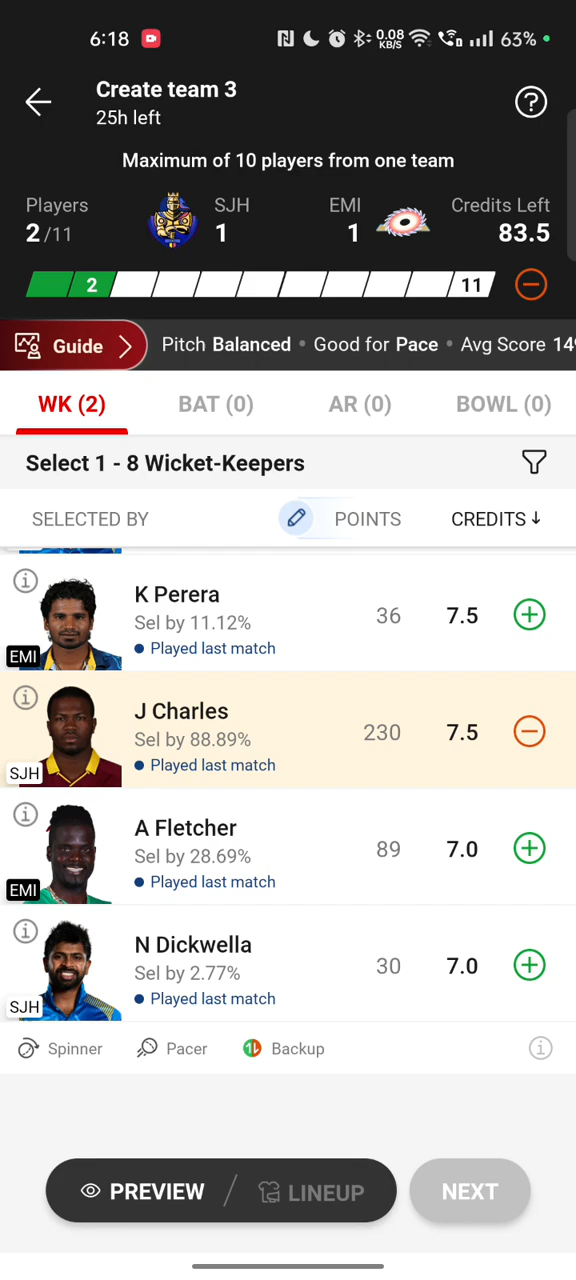 6:18 0.08 KB/S 63%
Create team 3
25h left
Maximum of 10 players from one team
Players SJH EMI Credits Left
2/11 1 1 83.5
2 11
Guide Pitch Balanced • Good for Pace • Avg Score 149
WK (2) BAT (0) AR (0) BOWL (0)
Select 1 - 8 Wicket-Keepers
SELECTED BY POINTS CREDITS ↓
K Perera
Sel by 11.12% 36 7.5
EMI Played last match
J Charles
Sel by 88.89% 230 7.5
SJH Played last match
A Fletcher
Sel by 28.69% 89 7.0
EMI Played last match
N Dickwella
Sel by 2.77% 30 7.0
SJH Played last match
Spinner Pacer Backup
PREVIEW / LINEUP NEXT